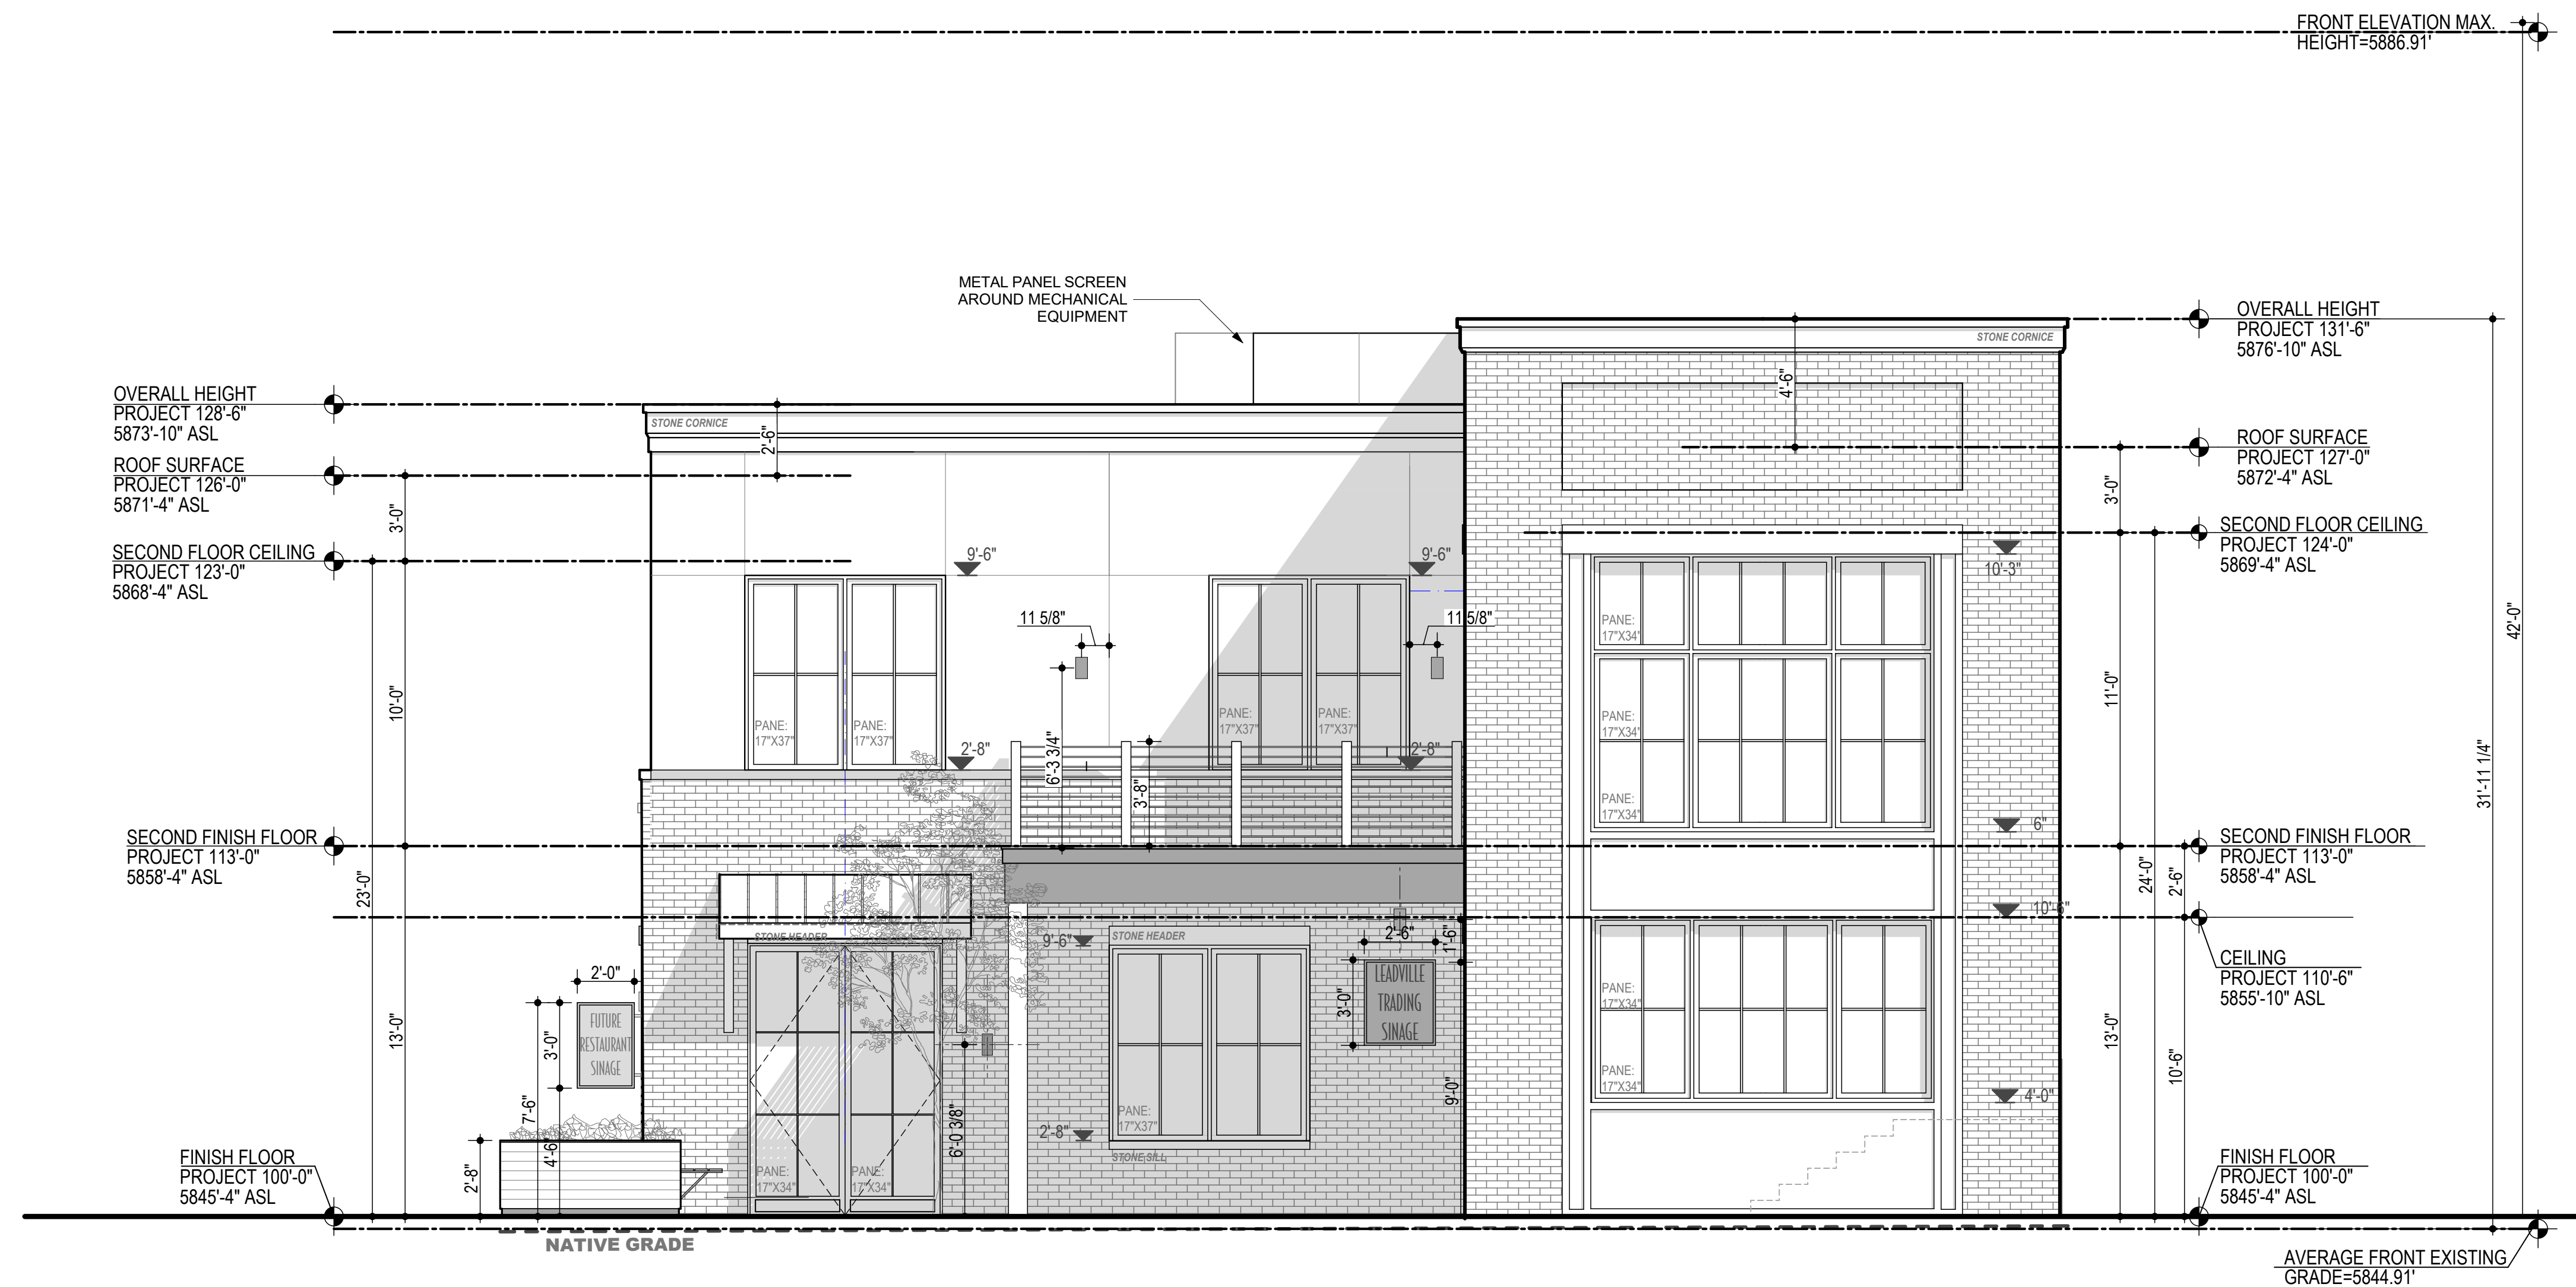 FRONT ELEVATION MAX.
HEIGHT=5886.91'
METAL PANEL SCREEN
AROUND MECHANICAL
EQUIPMENT
OVERALL HEIGHT
PROJECT 131'-6"
5876'-10" ASL
STONE CORNICE
4'-6"
OVERALL HEIGHT
PROJECT 128'-6"
5873'-10" ASL
STONE CORNICE
2'-6"
ROOF SURFACE
PROJECT 127'-0"
5872'-4" ASL
ROOF SURFACE
PROJECT 126'-0"
5871'-4" ASL
3'-0"
3'-0"
SECOND FLOOR CEILING
PROJECT 124'-0"
5869'-4" ASL
SECOND FLOOR CEILING
PROJECT 123'-0"
5868'-4" ASL
9'-6"
9'-6"
10'-3"
11 5/8"
11 5/8"
PANE:
17"X34"
42'-0"
10'-0"
11'-0"
PANE:
17"X37"
PANE:
17"X37"
PANE:
17"X37"
PANE:
17"X37"
PANE:
17"X34"
2'-8"
6'-3 3/4"
3'-8"
2'-8"
31'-11 1/4"
PANE:
17"X34"
6"
SECOND FINISH FLOOR
PROJECT 113'-0"
5858'-4" ASL
SECOND FINISH FLOOR
PROJECT 113'-0"
5858'-4" ASL
23'-0"
24'-0"
2'-6"
10'-6"
STONE HEADER
9'-6"
STONE HEADER
2'-6"
1'-6"
CEILING
PROJECT 110'-6"
5855'-10" ASL
2'-0"
LEADVILLE
TRADING
SINAGE
3'-0"
PANE:
17"X34"
FUTURE
RESTAURANT
SINAGE
3'-0"
13'-0"
13'-0"
10'-6"
7'-6"
4'-6"
2'-8"
6'-0 3/8"
9'-0"
PANE:
17"X34"
4'-0"
PANE:
17"X37"
2'-8"
STONE SILL
PANE:
17"X34"
PANE:
17"X34"
FINISH FLOOR
PROJECT 100'-0"
5845'-4" ASL
FINISH FLOOR
PROJECT 100'-0"
5845'-4" ASL
NATIVE GRADE
AVERAGE FRONT EXISTING
GRADE=5844.91'